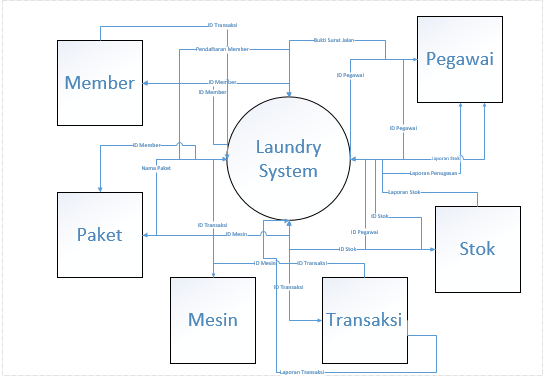 ID Transaksi
Bukti Surat Jalan
Pendaftaran Memker
Member
Pegawai
ID Pegawai
ID Member
ID Member
Laundry
System
ID Pegawai
ID Member
Laporan Stok
Nama Paket
Laporan Penugasan
Laporan Stok
Paket
ID Transaksi
ID Stok
ID Mesin
ID Pegawai
ID Stok
Stok
ID Mesin
ID Transaksi
ID Transaksi
Mesin
Transaksi
Laporan Transaksi